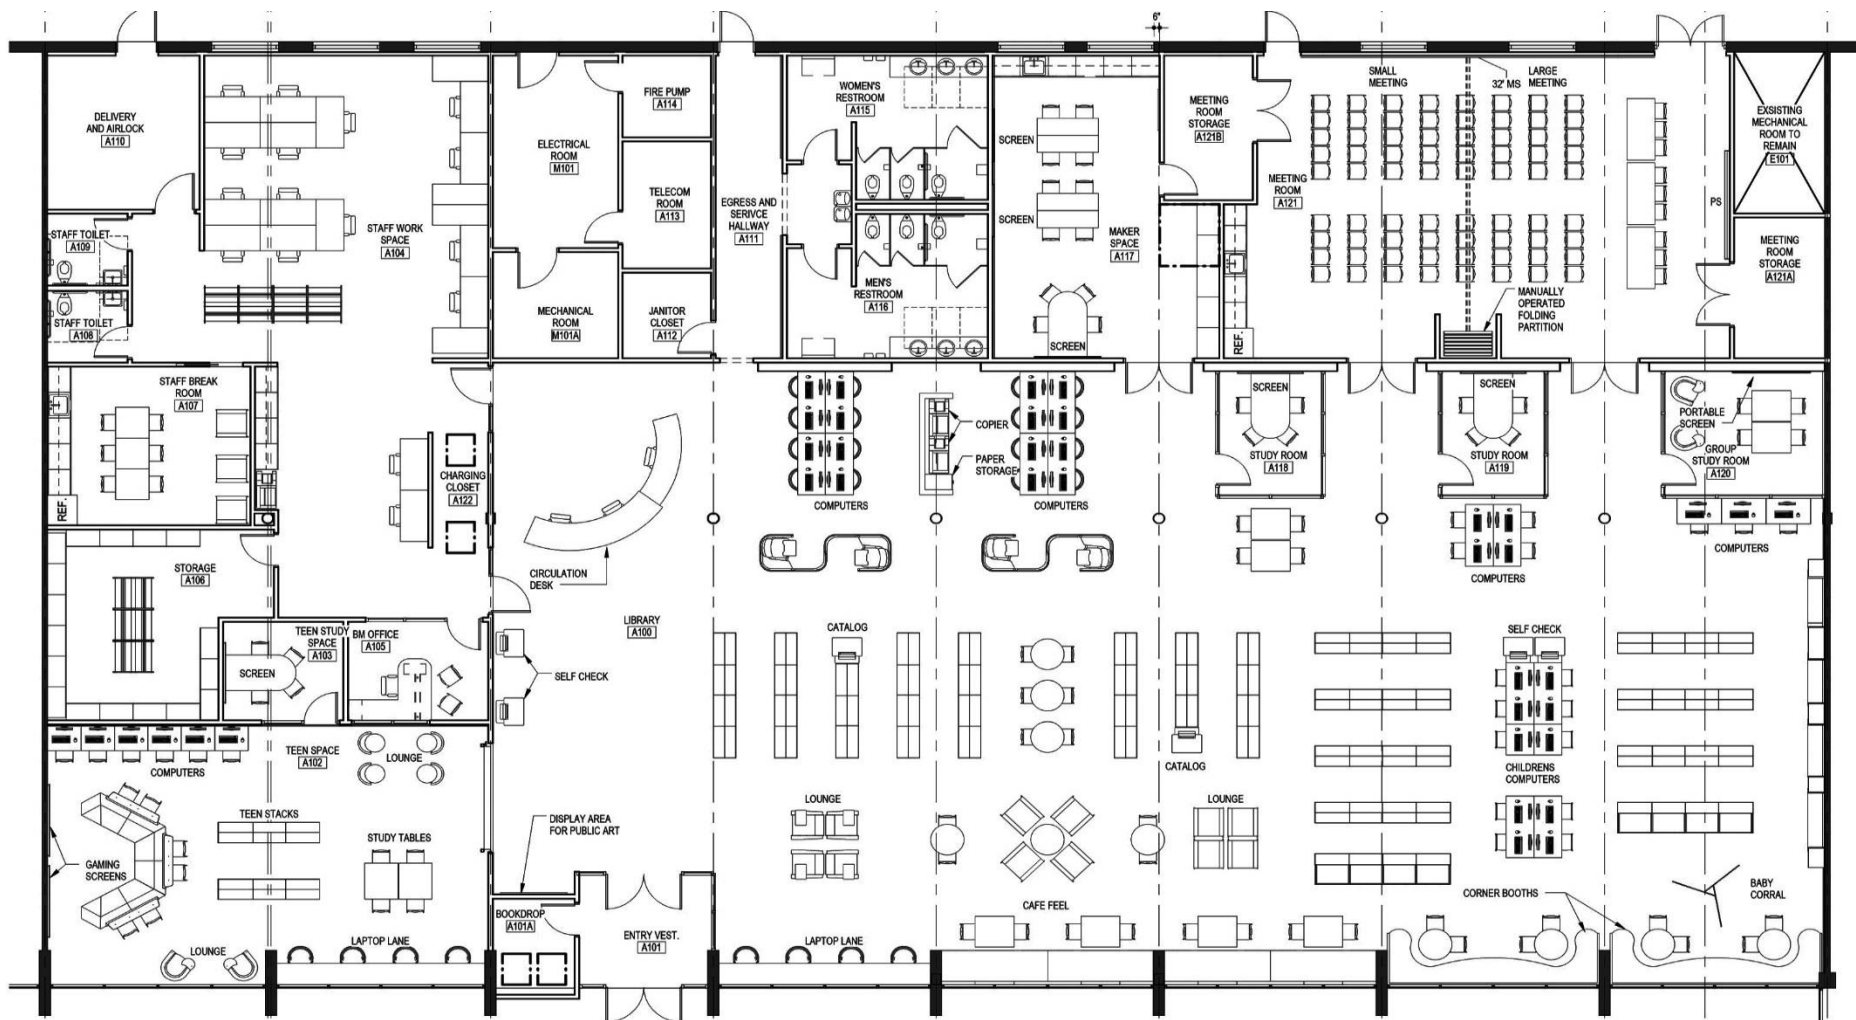 6"
DELIVERY
AND AIRLOCK
A110
STAFF WORK
SPACE
A104
STAFF TOILET
A109
STAFF TOILET
A108
ELECTRICAL
ROOM
M101
FIRE PUMP
A114
TELECOM
ROOM
A113
MECHANICAL
ROOM
M101A
JANITOR
CLOSET
A112
EGRESS AND
SERIVCE
HALLWAY
A111
WOMEN'S
RESTROOM
A115
MEN'S
RESTROOM
A116
SCREEN
SCREEN
MAKER
SPACE
A117
SCREEN
MEETING
ROOM
STORAGE
A121B
MEETING
ROOM
A121
REF.
SMALL
MEETING
32' MS
LARGE
MEETING
MANUALLY
OPERATED
FOLDING
PARTITION
PS
EXSISTING
MECHANICAL
ROOM TO
REMAIN
E101
MEETING
ROOM
STORAGE
A121A
STAFF BREAK
ROOM
A107
REF.
CHARGING
CLOSET
A122
CIRCULATION
DESK
COMPUTERS
COPIER
PAPER
STORAGE
COMPUTERS
SCREEN
STUDY ROOM
A118
SCREEN
STUDY ROOM
A119
COMPUTERS
PORTABLE
SCREEN
GROUP
STUDY ROOM
A120
COMPUTERS
STORAGE
A106
TEEN STUDY
SPACE
A103
SCREEN
BM OFFICE
A105
LIBRARY
A100
SELF CHECK
CATALOG
CATALOG
SELF CHECK
CHILDRENS
COMPUTERS
COMPUTERS
TEEN SPACE
A102
LOUNGE
TEEN STACKS
STUDY TABLES
GAMING
SCREENS
LOUNGE
LAPTOP LANE
DISPLAY AREA
FOR PUBLIC ART
BOOKDROP
A101A
ENTRY VEST.
A101
LOUNGE
LAPTOP LANE
CAFE FEEL
LOUNGE
CORNER BOOTHS
BABY
CORRAL